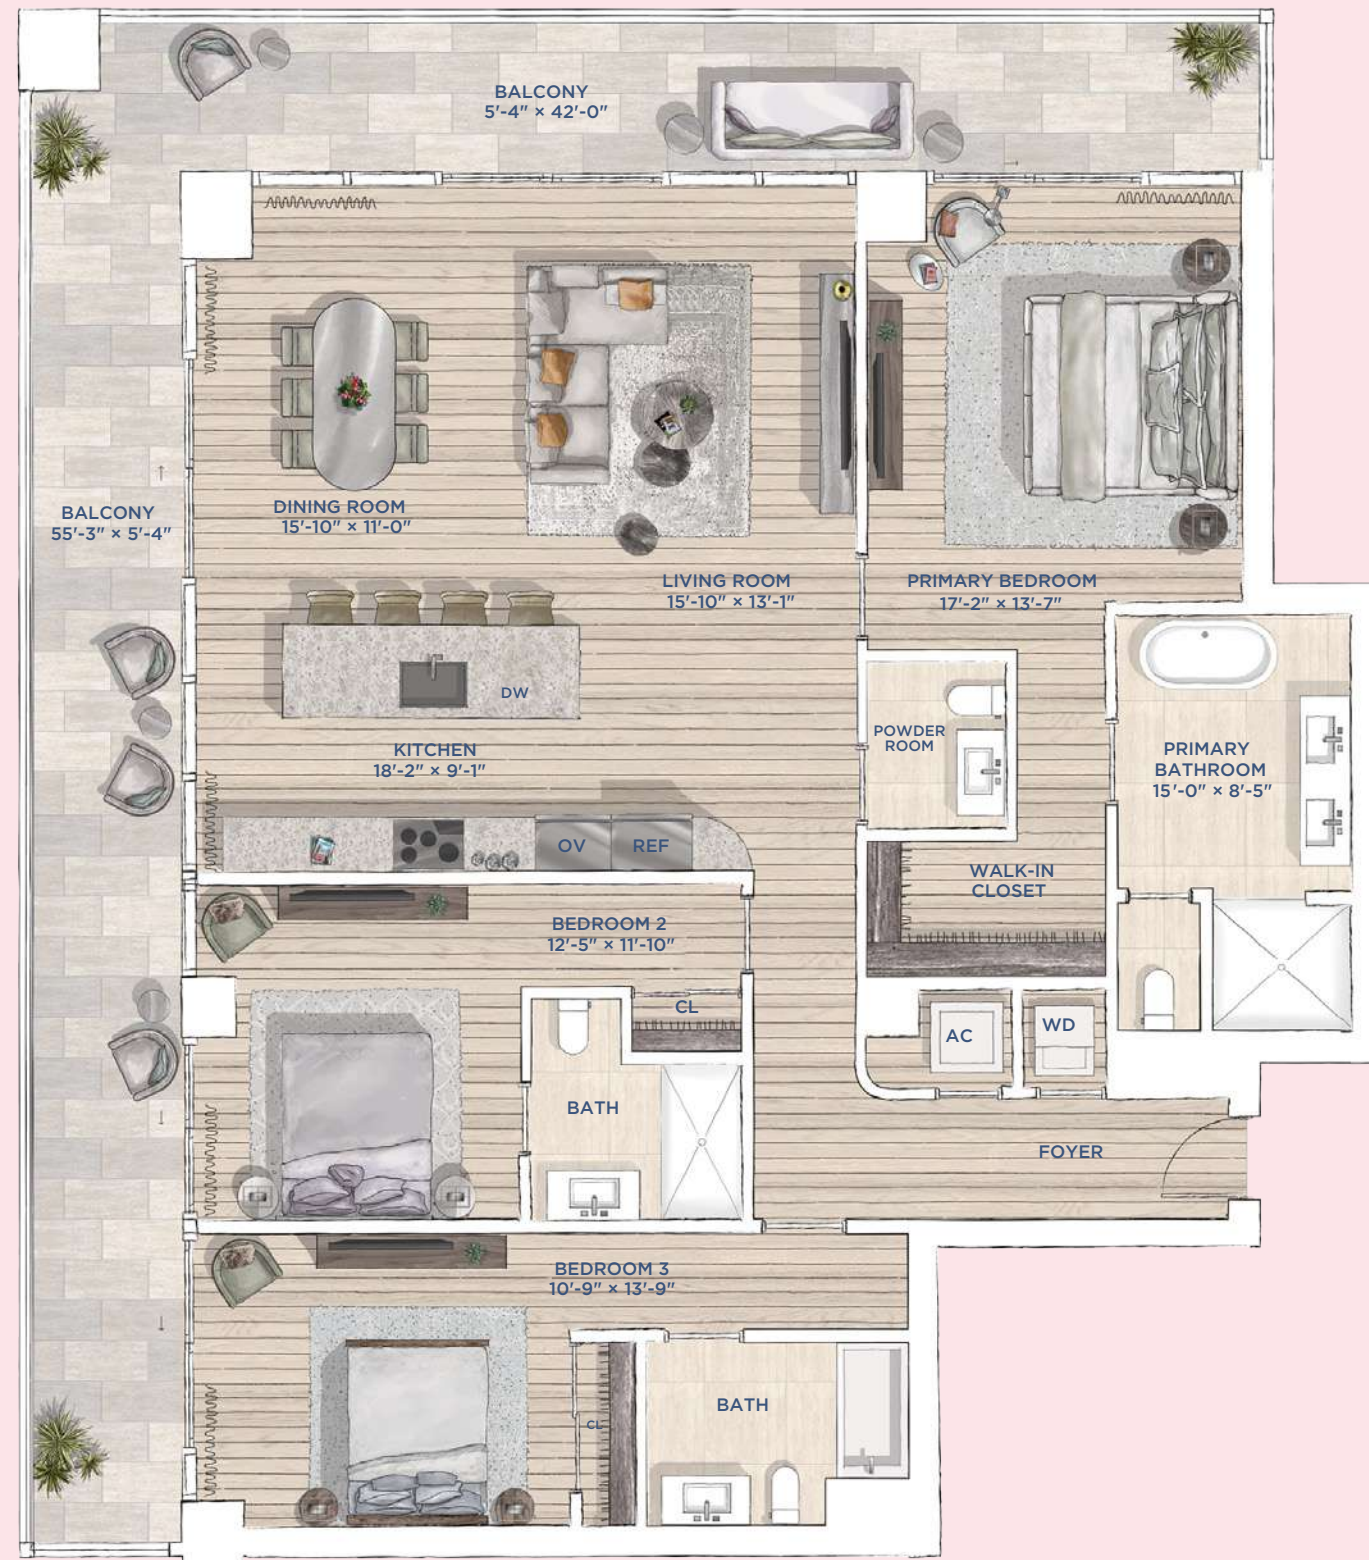 BALCONY
5'-4" × 42'-0"
BALCONY
55'-3" × 5'-4"
DINING ROOM
15'-10" × 11'-0"
LIVING ROOM
15'-10" × 13'-1"
PRIMARY BEDROOM
17'-2" × 13'-7"
DW
KITCHEN
18'-2" × 9'-1"
POWDER
ROOM
PRIMARY
BATHROOM
15'-0" × 8'-5"
OV
REF
WALK-IN
CLOSET
BEDROOM 2
12'-5" × 11'-10"
CL
AC
WD
BATH
FOYER
BEDROOM 3
10'-9" × 13'-9"
CL
BATH